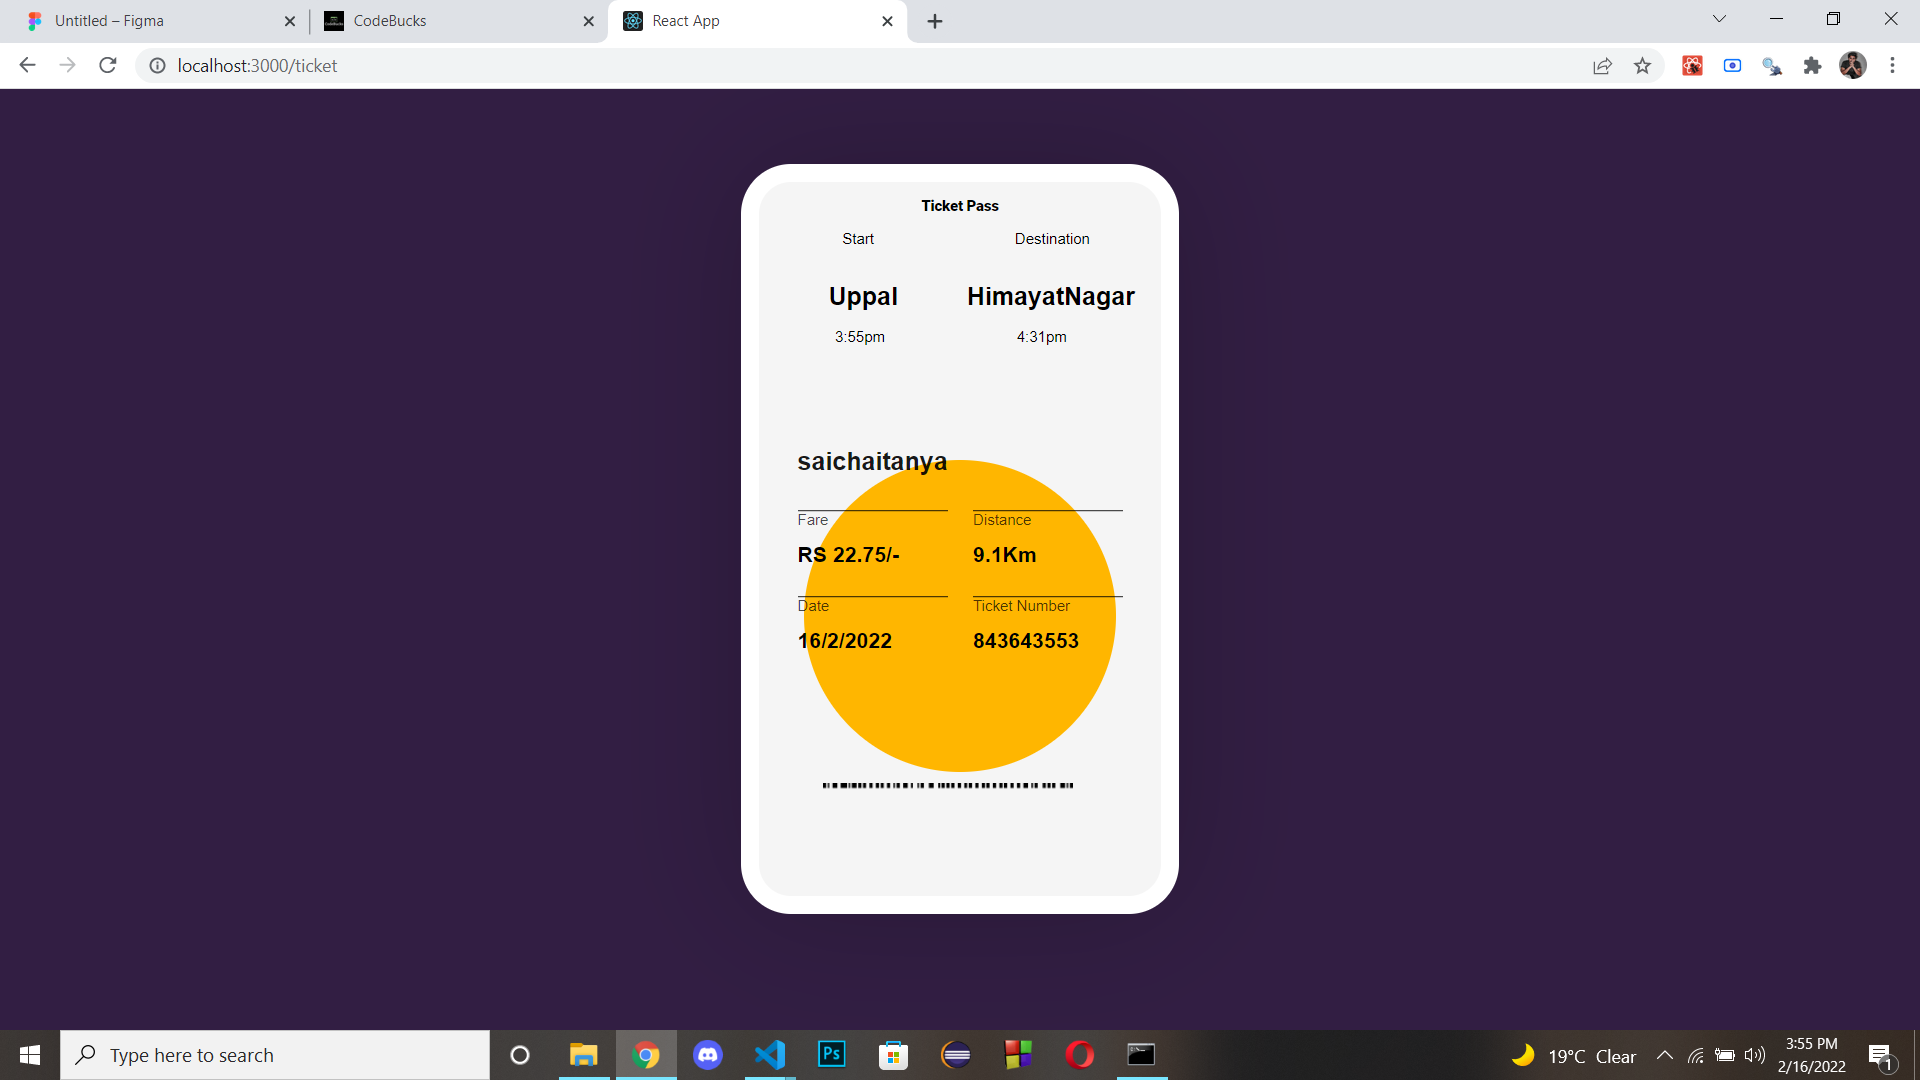 Untitled – Figma
CodeBucks
React App
localhost:3000/ticket
Ticket Pass
Start Destination
Uppal HimayatNagar
3:55pm 4:31pm
saichaitanya
Fare Distance
RS 22.75/- 9.1Km
Date Ticket Number
16/2/2022 843643553
Type here to search
Ps
19°C Clear
3:55 PM
2/16/2022
1